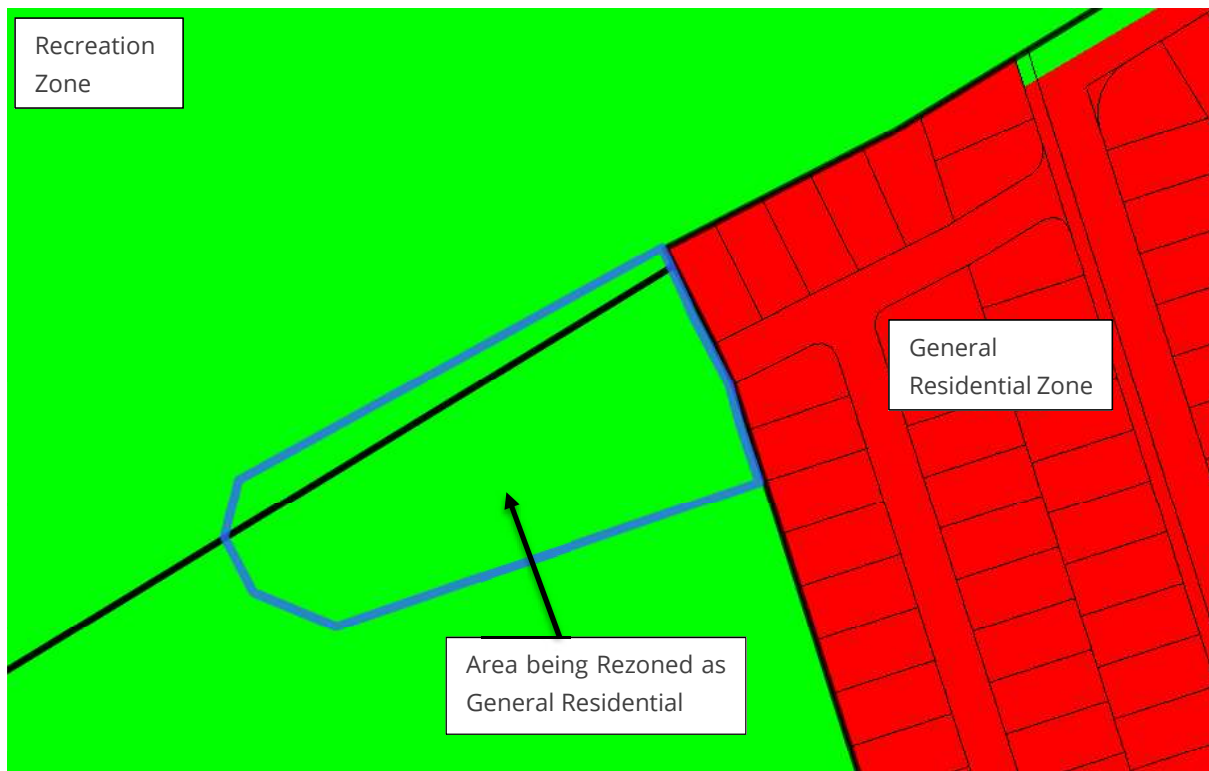 Recreation
Zone
General
Residential Zone
Area being Rezoned as
General Residential